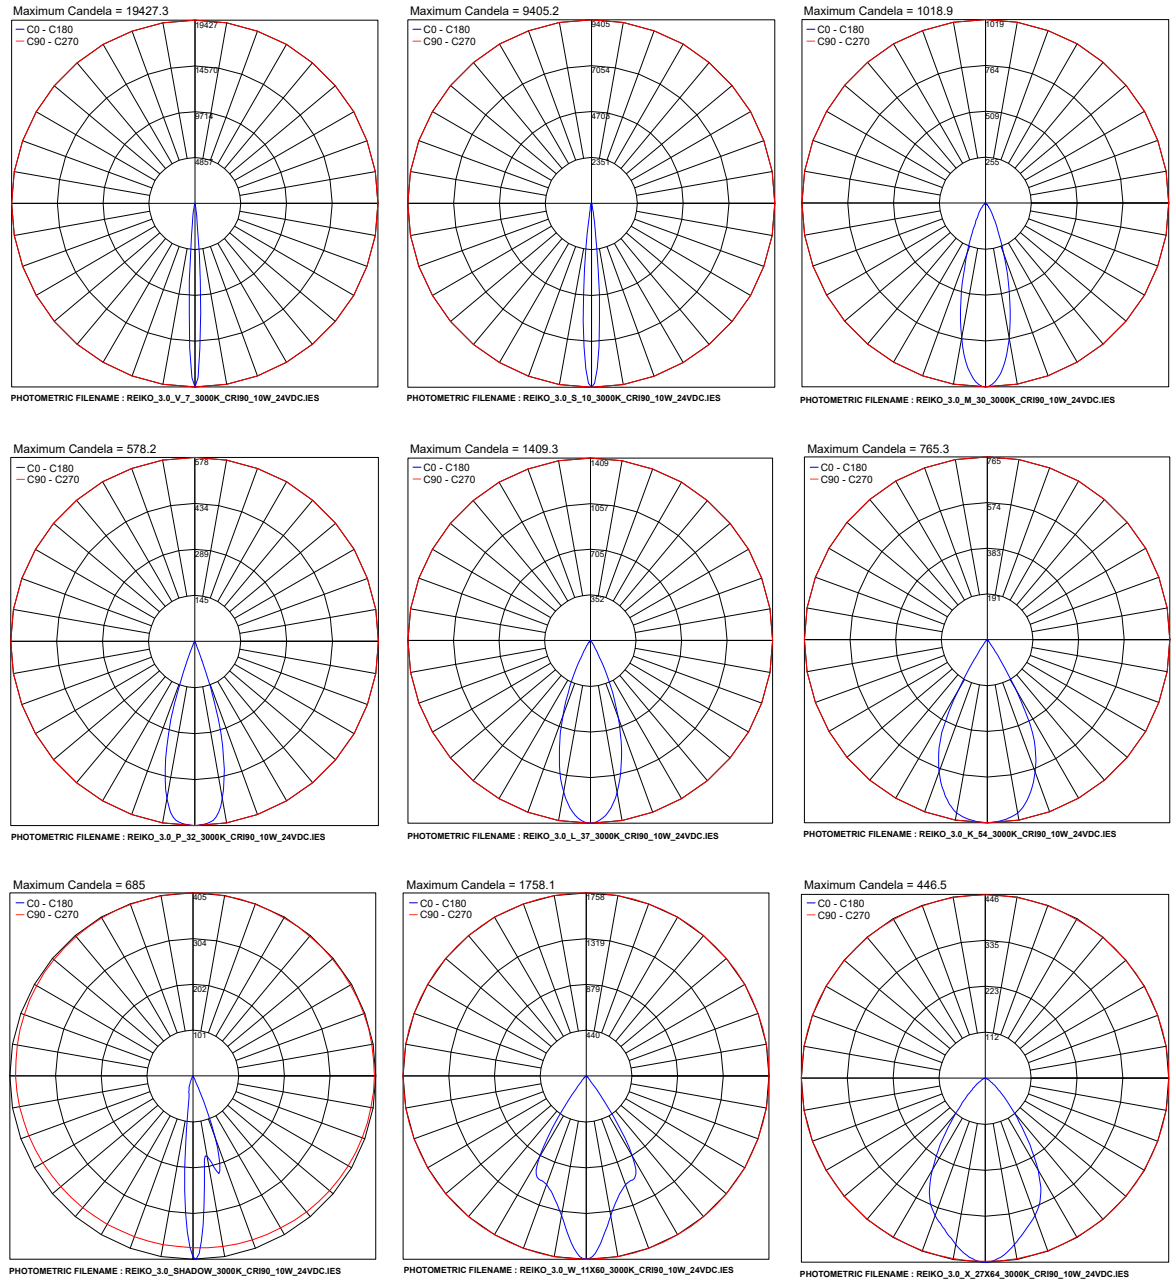 Maximum Candela = 19427.3
C0 - C180
C90 - C270
19427
14570
9714
4857
PHOTOMETRIC FILENAME : REIKO_3.0_V_7_3000K_CRI90_10W_24VDC.IES
Maximum Candela = 9405.2
C0 - C180
C90 - C270
9405
7054
4703
2351
PHOTOMETRIC FILENAME : REIKO_3.0_S_10_3000K_CRI90_10W_24VDC.IES
Maximum Candela = 1018.9
C0 - C180
C90 - C270
1019
764
509
255
PHOTOMETRIC FILENAME : REIKO_3.0_M_30_3000K_CRI90_10W_24VDC.IES
Maximum Candela = 578.2
C0 - C180
C90 - C270
578
434
289
145
PHOTOMETRIC FILENAME : REIKO_3.0_P_32_3000K_CRI90_10W_24VDC.IES
Maximum Candela = 1409.3
C0 - C180
C90 - C270
1409
1057
705
352
PHOTOMETRIC FILENAME : REIKO_3.0_L_37_3000K_CRI90_10W_24VDC.IES
Maximum Candela = 765.3
C0 - C180
C90 - C270
765
574
383
191
PHOTOMETRIC FILENAME : REIKO_3.0_K_54_3000K_CRI90_10W_24VDC.IES
Maximum Candela = 685
C0 - C180
C90 - C270
405
304
202
101
PHOTOMETRIC FILENAME : REIKO_3.0_SHADOW_3000K_CRI90_10W_24VDC.IES
Maximum Candela = 1758.1
C0 - C180
C90 - C270
1758
1319
879
440
PHOTOMETRIC FILENAME : REIKO_3.0_W_11X60_3000K_CRI90_10W_24VDC.IES
Maximum Candela = 446.5
C0 - C180
C90 - C270
446
335
223
112
PHOTOMETRIC FILENAME : REIKO_3.0_X_27X64_3000K_CRI90_10W_24VDC.IES